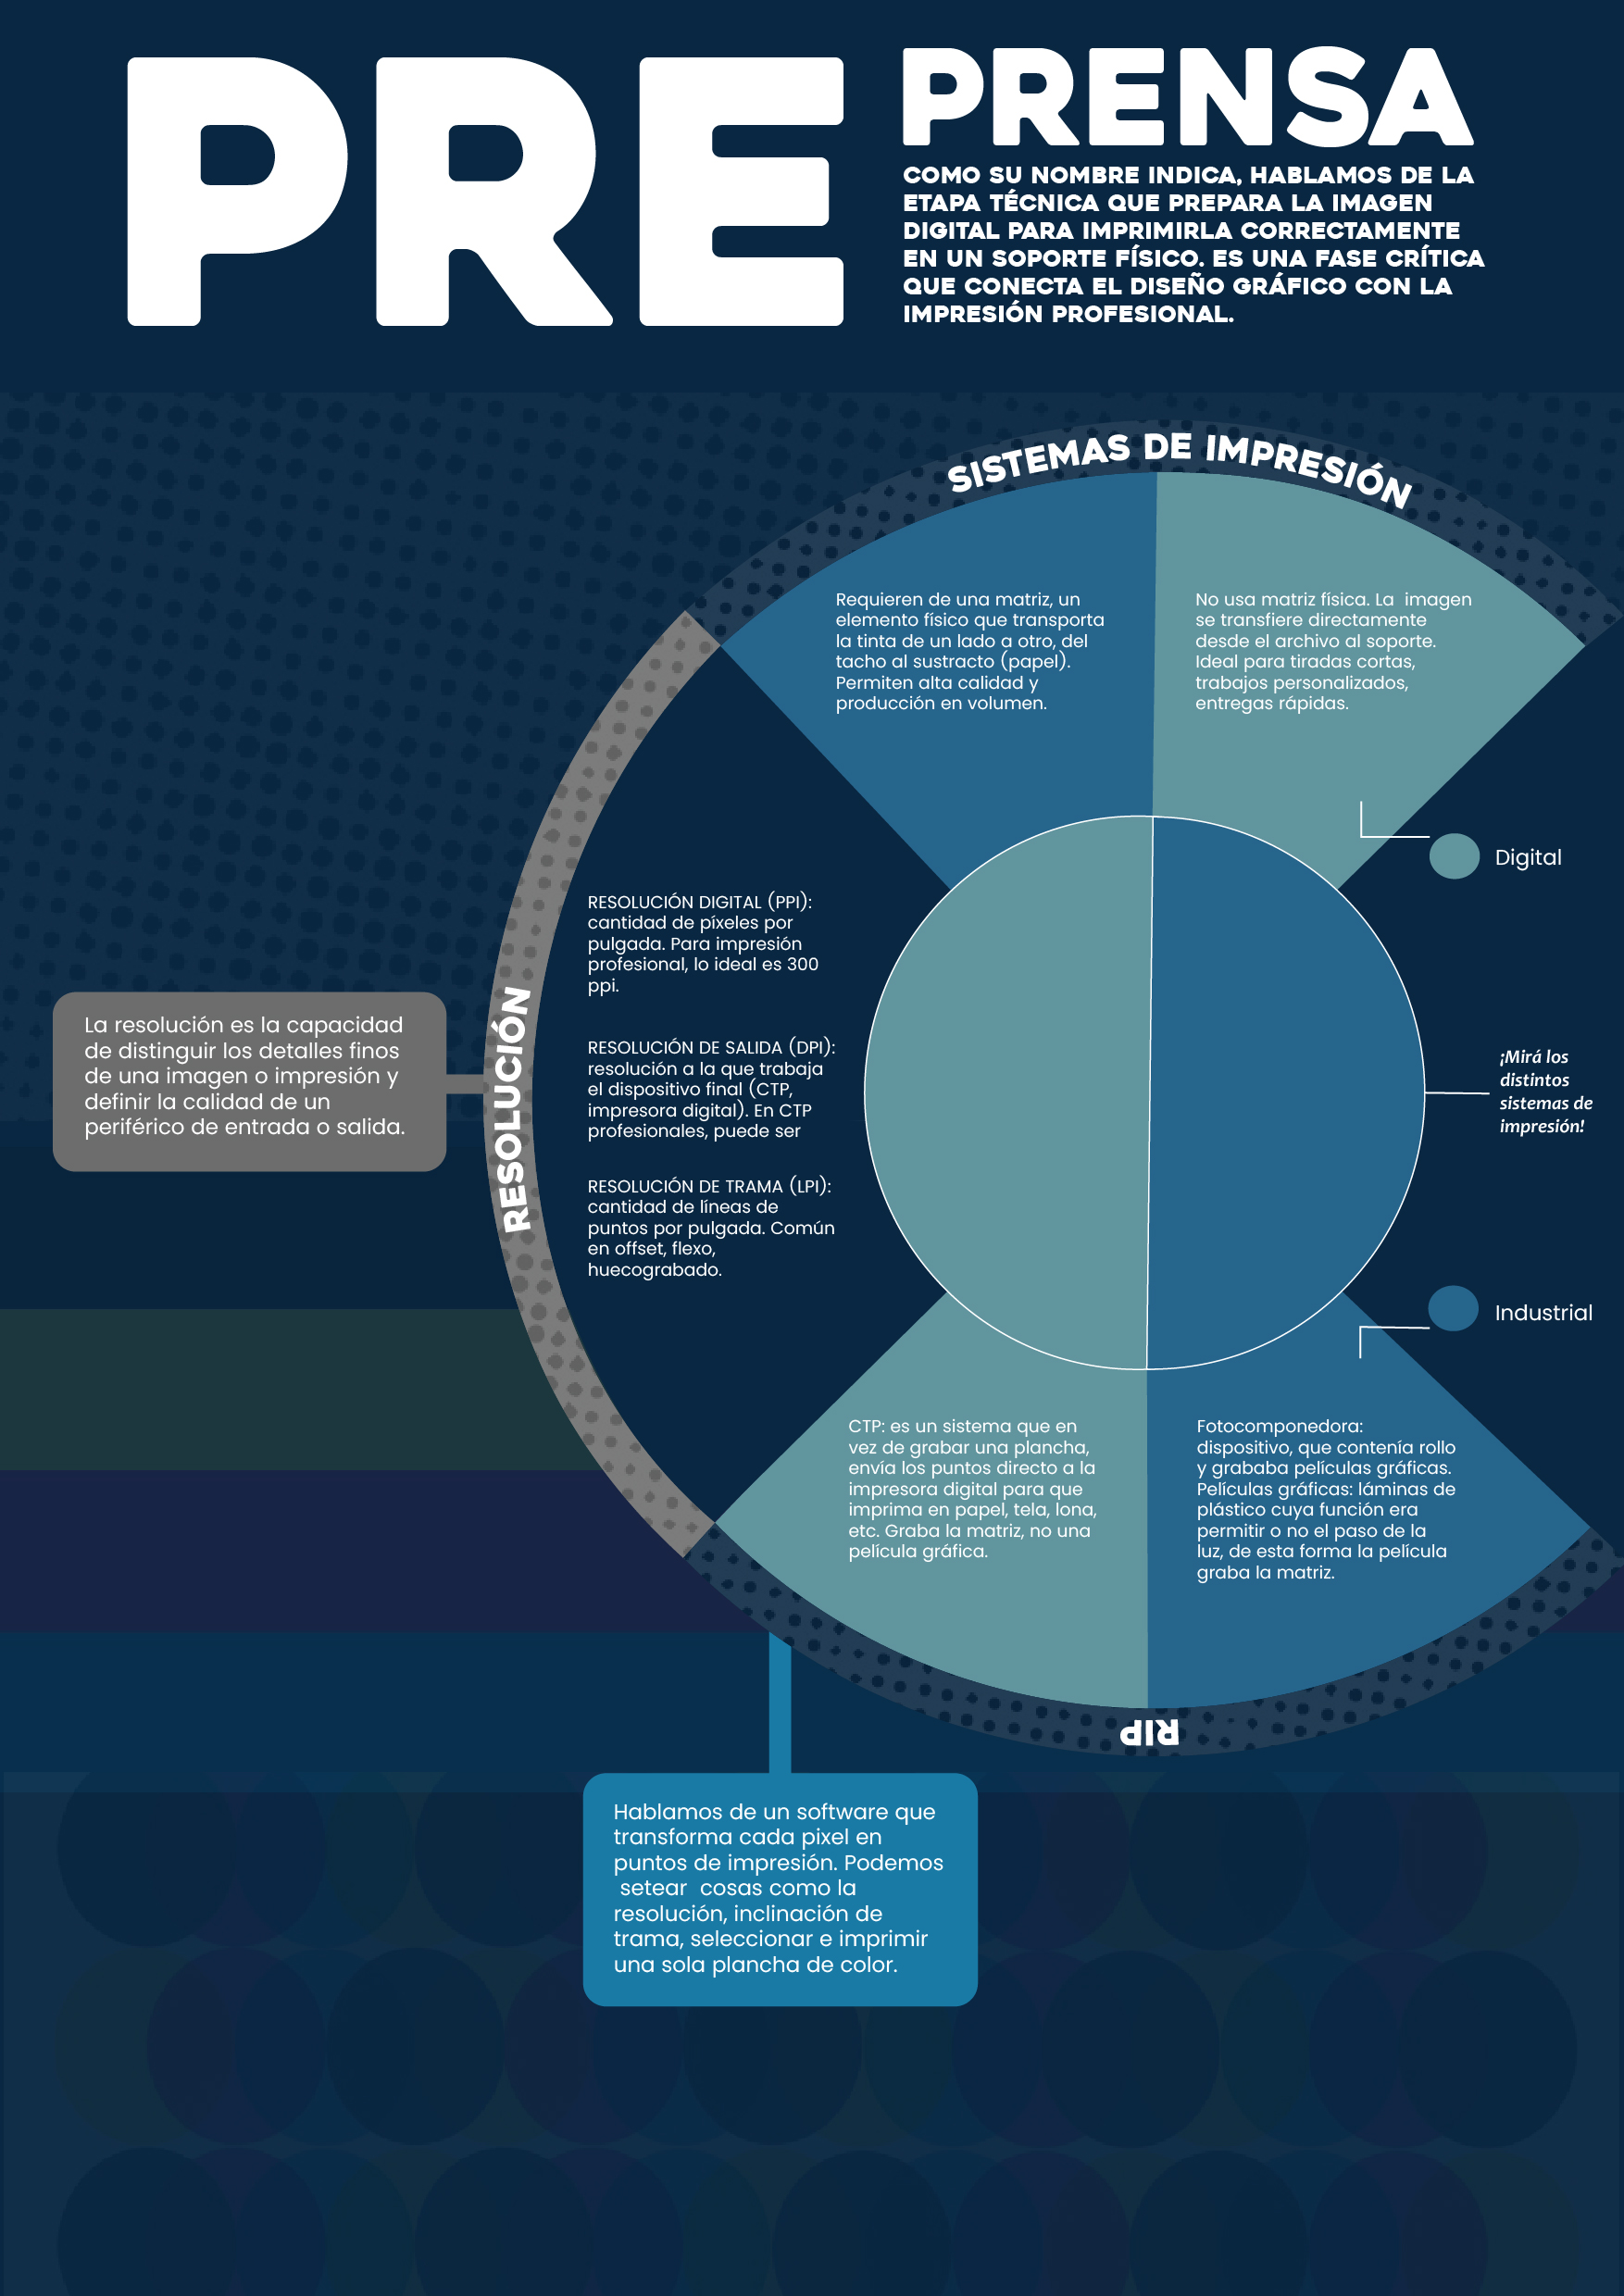 PRE
PRENSA
COMO SU NOMBRE INDICA, HABLAMOS DE LA
ETAPA TÉCNICA QUE PREPARA LA IMAGEN
DIGITAL PARA IMPRIMIRLA CORRECTAMENTE
EN UN SOPORTE FÍSICO. ES UNA FASE CRÍTICA
QUE CONECTA EL DISEÑO GRÁFICO CON LA
IMPRESIÓN PROFESIONAL.
SISTEMAS DE IMPRESIÓN
Requieren de una matriz, un
elemento físico que transporta
la tinta de un lado a otro, del
tacho al sustracto (papel).
Permiten alta calidad y
producción en volumen.
No usa matriz física. La  imagen
se transfiere directamente
desde el archivo al soporte.
Ideal para tiradas cortas,
trabajos personalizados,
entregas rápidas.
Digital
RESOLUCIÓN DIGITAL (PPI):
cantidad de píxeles por
pulgada. Para impresión
profesional, lo ideal es 300
ppi.
RESOLUCIÓN DE SALIDA (DPI):
resolución a la que trabaja
el dispositivo final (CTP,
impresora digital). En CTP
profesionales, puede ser
RESOLUCIÓN DE TRAMA (LPI):
cantidad de líneas de
puntos por pulgada. Común
en offset, flexo,
huecograbado.
RESOLUCIÓN
La resolución es la capacidad
de distinguir los detalles finos
de una imagen o impresión y
definir la calidad de un
periférico de entrada o salida.
¡Mirá los
distintos
sistemas de
impresión!
Industrial
CTP: es un sistema que en
vez de grabar una plancha,
envía los puntos directo a la
impresora digital para que
imprima en papel, tela, lona,
etc. Graba la matriz, no una
película gráfica.
Fotocomponedora:
dispositivo, que contenía rollo
y grababa películas gráficas.
Películas gráficas: láminas de
plástico cuya función era
permitir o no el paso de la
luz, de esta forma la película
graba la matriz.
RIP
Hablamos de un software que
transforma cada pixel en
puntos de impresión. Podemos
setear  cosas como la
resolución, inclinación de
trama, seleccionar e imprimir
una sola plancha de color.